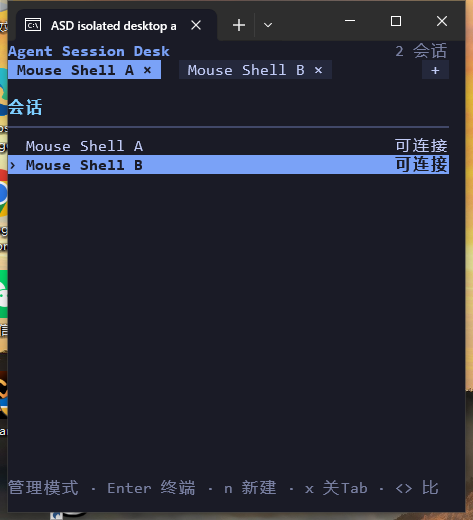 ASD isolated desktop a
Agent Session Desk 2 会话
Mouse Shell A × Mouse Shell B × +
会话
Mouse Shell A 可连接
› Mouse Shell B 可连接
管理模式 · Enter 终端 · n 新建 · x 关Tab · <> 比